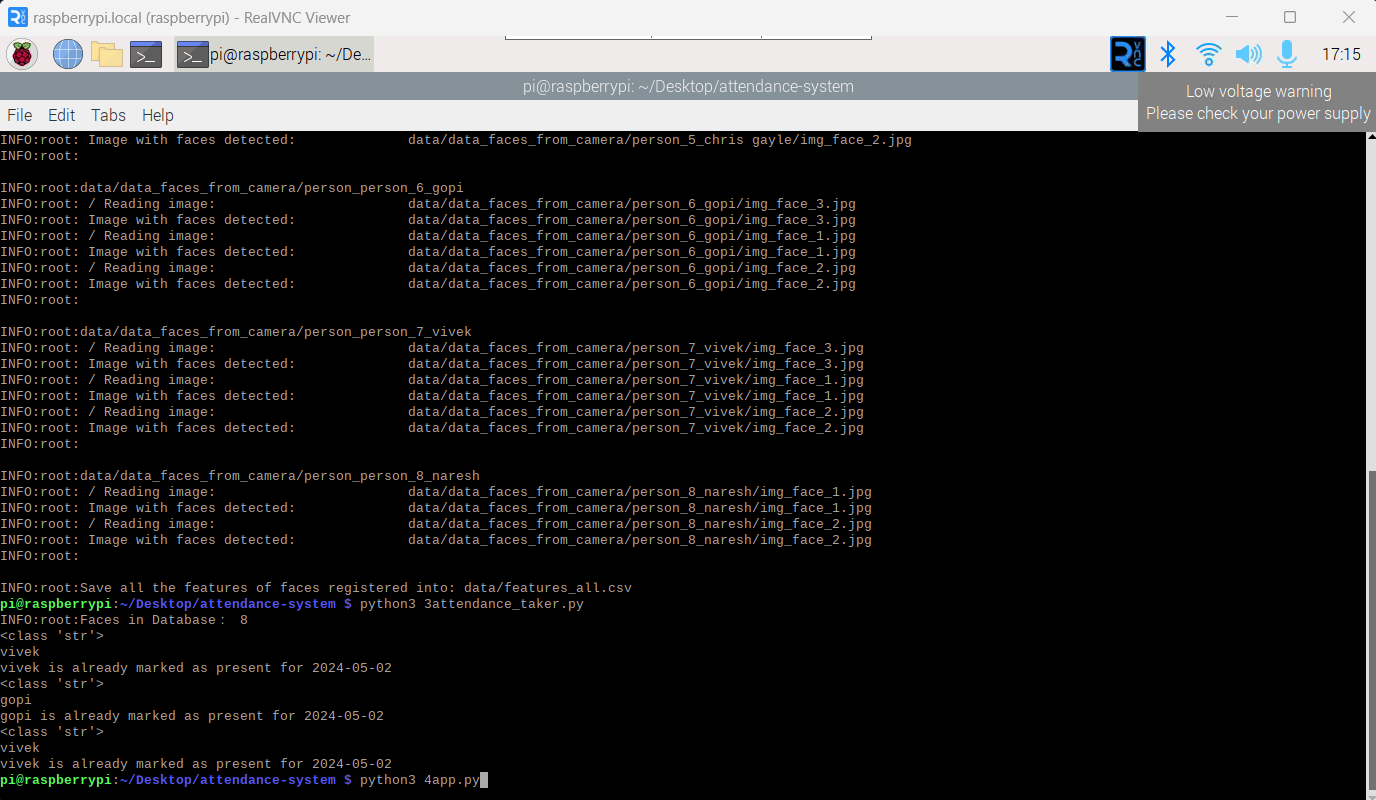 raspberrypi.local (raspberrypi) - RealVNC Viewer
pi@raspberrypi: ~/De...
17:15
pi@raspberrypi: ~/Desktop/attendance-system
Low voltage warning
Please check your power supply
File Edit Tabs Help
INFO:root: Image with faces detected: data/data_faces_from_camera/person_5_chris gayle/img_face_2.jpg
INFO:root:
INFO:root:data/data_faces_from_camera/person_person_6_gopi
INFO:root: / Reading image: data/data_faces_from_camera/person_6_gopi/img_face_3.jpg
INFO:root: Image with faces detected: data/data_faces_from_camera/person_6_gopi/img_face_3.jpg
INFO:root: / Reading image: data/data_faces_from_camera/person_6_gopi/img_face_1.jpg
INFO:root: Image with faces detected: data/data_faces_from_camera/person_6_gopi/img_face_1.jpg
INFO:root: / Reading image: data/data_faces_from_camera/person_6_gopi/img_face_2.jpg
INFO:root: Image with faces detected: data/data_faces_from_camera/person_6_gopi/img_face_2.jpg
INFO:root:
INFO:root:data/data_faces_from_camera/person_person_7_vivek
INFO:root: / Reading image: data/data_faces_from_camera/person_7_vivek/img_face_3.jpg
INFO:root: Image with faces detected: data/data_faces_from_camera/person_7_vivek/img_face_3.jpg
INFO:root: / Reading image: data/data_faces_from_camera/person_7_vivek/img_face_1.jpg
INFO:root: Image with faces detected: data/data_faces_from_camera/person_7_vivek/img_face_1.jpg
INFO:root: / Reading image: data/data_faces_from_camera/person_7_vivek/img_face_2.jpg
INFO:root: Image with faces detected: data/data_faces_from_camera/person_7_vivek/img_face_2.jpg
INFO:root:
INFO:root:data/data_faces_from_camera/person_person_8_naresh
INFO:root: / Reading image: data/data_faces_from_camera/person_8_naresh/img_face_1.jpg
INFO:root: Image with faces detected: data/data_faces_from_camera/person_8_naresh/img_face_1.jpg
INFO:root: / Reading image: data/data_faces_from_camera/person_8_naresh/img_face_2.jpg
INFO:root: Image with faces detected: data/data_faces_from_camera/person_8_naresh/img_face_2.jpg
INFO:root:
INFO:root:Save all the features of faces registered into: data/features_all.csv
pi@raspberrypi:~/Desktop/attendance-system $ python3 3attendance_taker.py
INFO:root:Faces in Database： 8
<class 'str'>
vivek
vivek is already marked as present for 2024-05-02
<class 'str'>
gopi
gopi is already marked as present for 2024-05-02
<class 'str'>
vivek
vivek is already marked as present for 2024-05-02
pi@raspberrypi:~/Desktop/attendance-system $ python3 4app.py